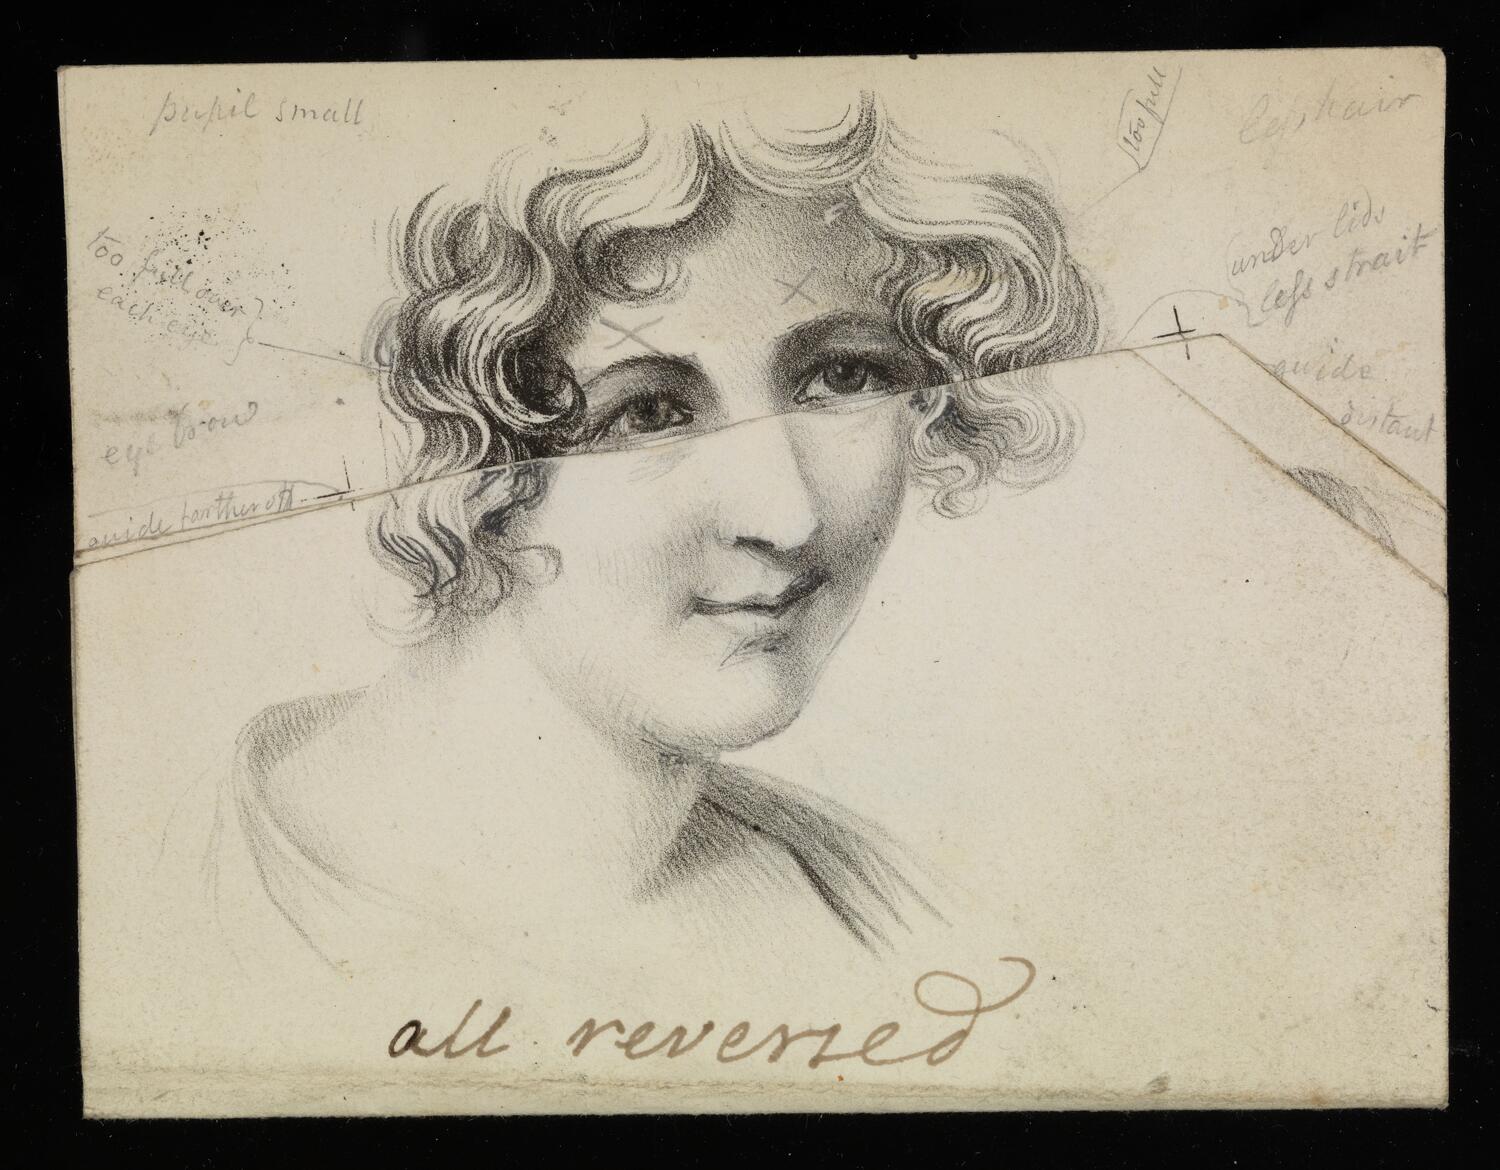 pupil small
too full
less hair
too full over
each eye
under lids
less strait
guide
distant
eye brow
guide farther off
all reversed